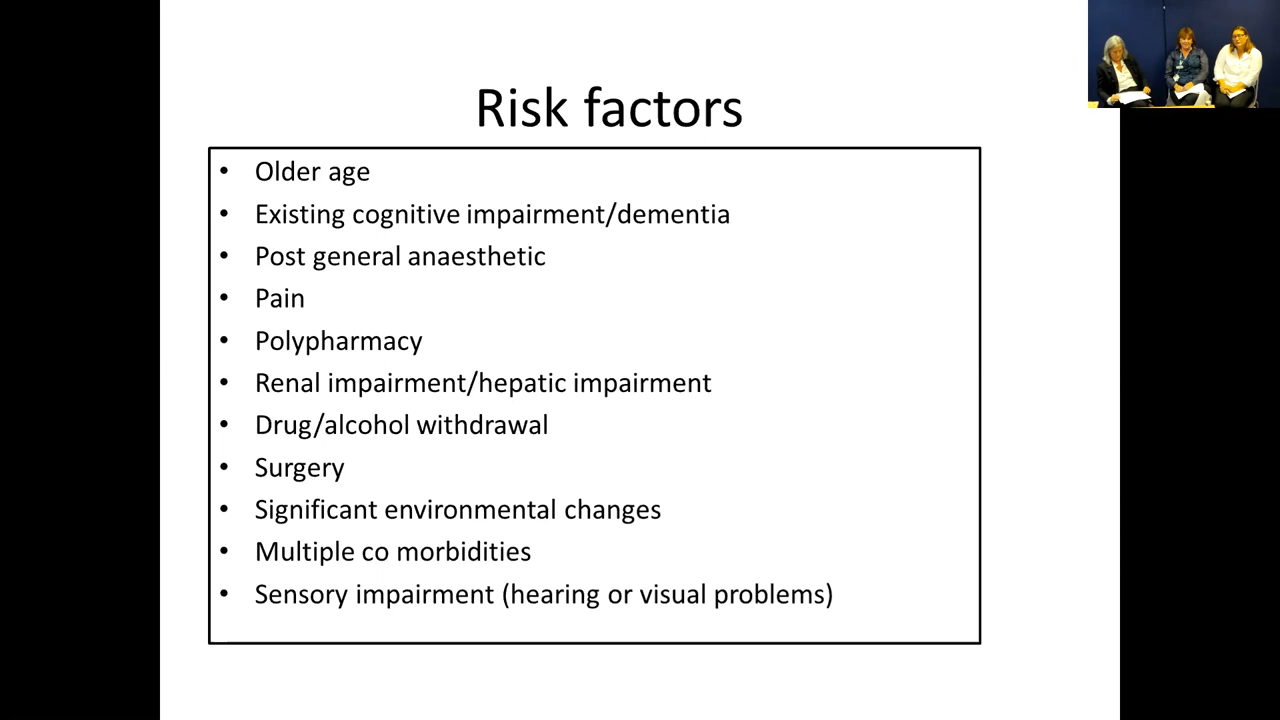 Risk factors
• Older age
• Existing cognitive impairment/dementia
• Post general anaesthetic
• Pain
• Polypharmacy
• Renal impairment/hepatic impairment
• Drug/alcohol withdrawal
• Surgery
• Significant environmental changes
• Multiple co morbidities
• Sensory impairment (hearing or visual problems)